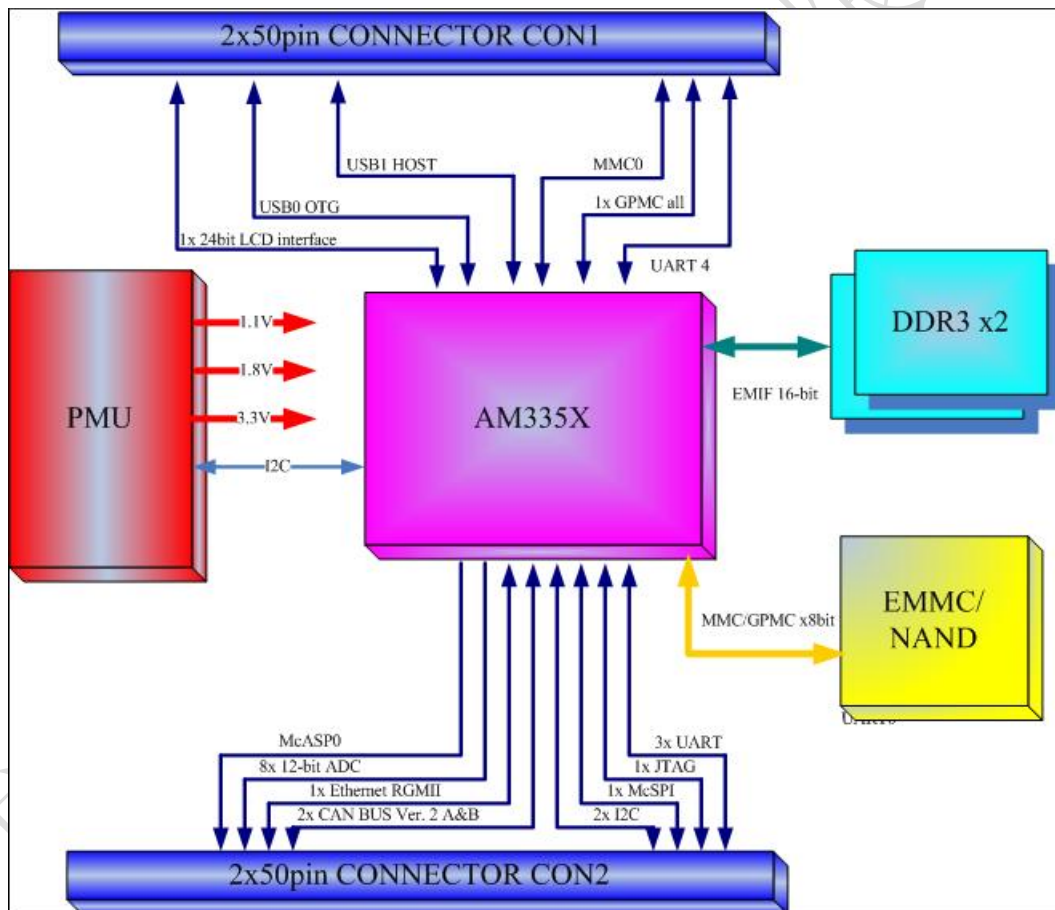 2x50pin CONNECTOR CON1
USB1 HOST
MMC0
USB0 OTG
1x GPMC all
1x 24bit LCD interface
UART 4
1.1V
1.8V
3.3V
I2C
PMU
AM335X
DDR3 x2
EMIF 16-bit
EMMC/
NAND
MMC/GPMC x8bit
McASP0
8x 12-bit ADC
1x Ethernet RGMII
2x CAN BUS Ver. 2 A&B
3x UART
1x JTAG
1x McSPI
2x I2C
2x50pin CONNECTOR CON2